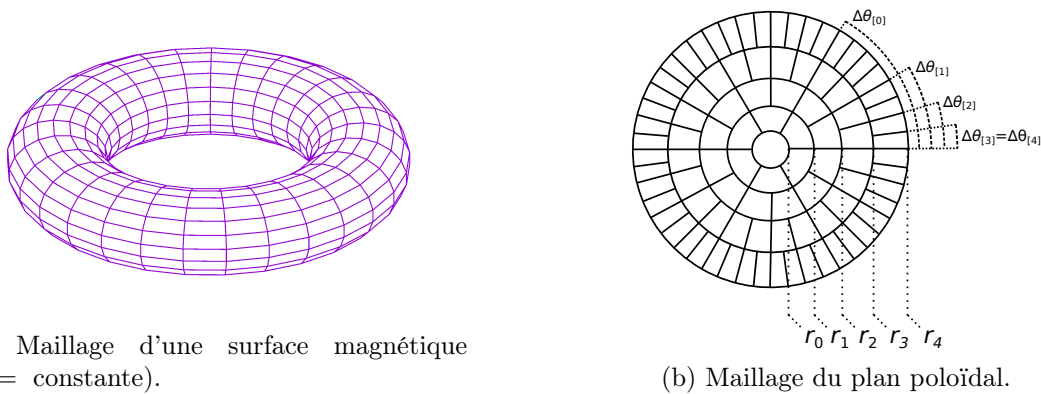 Δθ[0]
Δθ[1]
Δθ[2]
Δθ[3]=Δθ[4]
r0 r1 r2 r3 r4
Maillage d'une surface magnétique
= constante).
(b) Maillage du plan poloïdal.